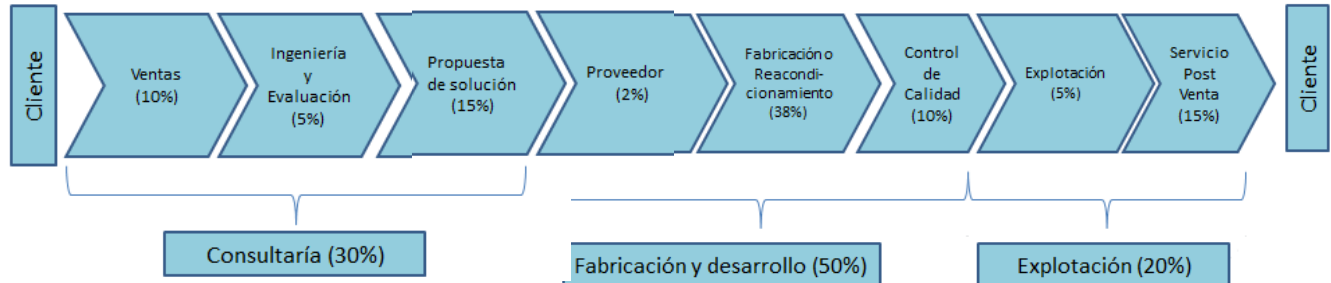 Cliente
Ventas
(10%)
Ingeniería
y
Evaluación
(5%)
Propuesta
de solución
(15%)
Proveedor
(2%)
Fabricación o
Reacondi-
cionamiento
(38%)
Control
de
Calidad
(10%)
Explotación
(5%)
Servicio
Post
Venta
(15%)
Cliente
Consultaría (30%)
Fabricación y desarrollo (50%)
Explotación (20%)